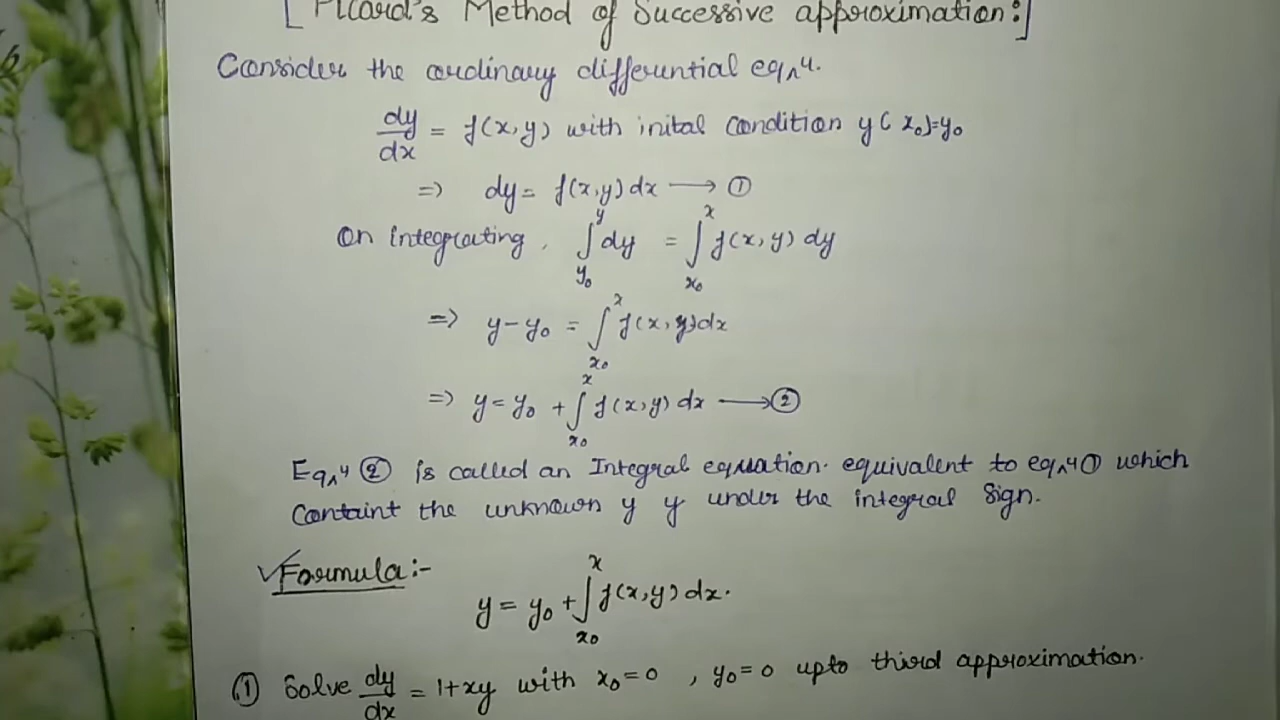 [Picard's Method of Successive approximation:]
Consider the ordinary differential eqⁿ.
dy/dx = f(x,y) with inital condition y(x₀)=y₀
=> dy = f(x,y) dx → ①
On integrating, ∫_{y₀}^{y} dy = ∫_{x₀}^{x} f(x,y) dy
=> y-y₀ = ∫_{x₀}^{x} f(x,y)dx
=> y=y₀ + ∫_{x₀}^{x} f(x,y) dx → ②
Eqⁿ ② is called an Integral equation. equivalent to eqⁿ ① which
Containt the unknown y y under the integral sign.
✓Formula:-
y = y₀ + ∫_{x₀}^{x} f(x,y) dx.
① Solve dy/dx = 1+xy with x₀=0 , y₀=0 upto third approximation.